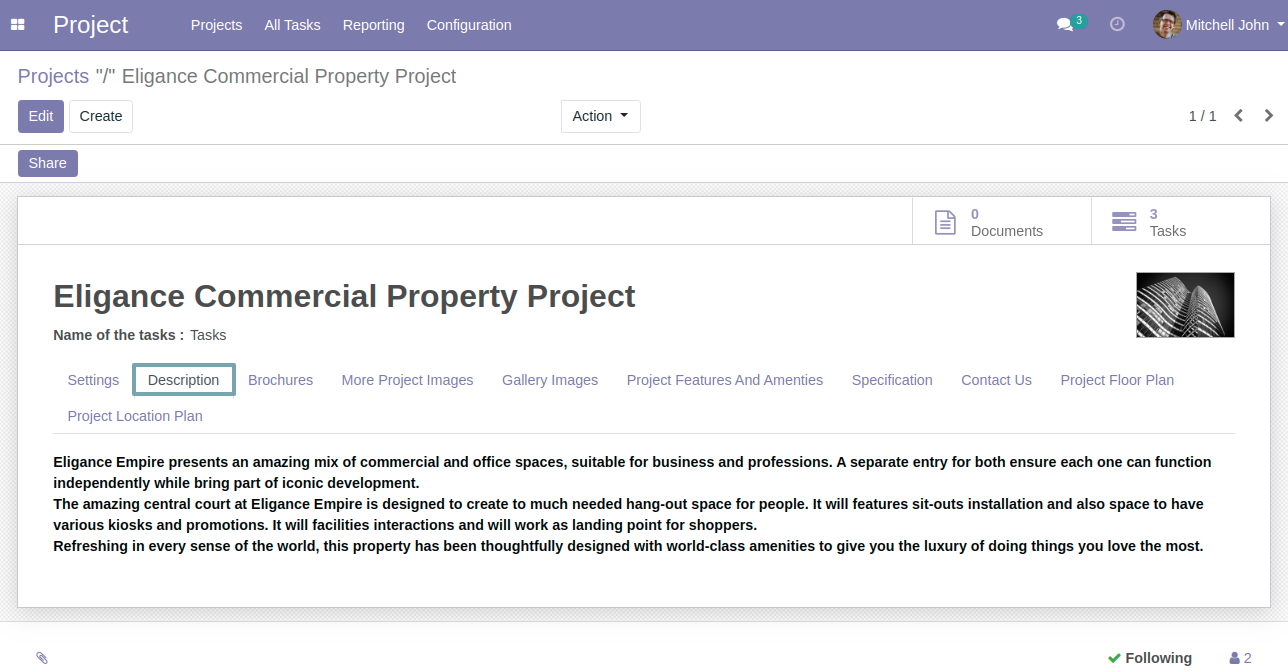 Project Projects All Tasks Reporting Configuration 3 Mitchell John
Projects "/" Eligance Commercial Property Project
Edit Create Action 1 / 1
Share
0
Documents
3
Tasks
Eligance Commercial Property Project
Name of the tasks : Tasks
Settings Description Brochures More Project Images Gallery Images Project Features And Amenties Specification Contact Us Project Floor Plan
Project Location Plan
Eligance Empire presents an amazing mix of commercial and office spaces, suitable for business and professions. A separate entry for both ensure each one can function
independently while bring part of iconic development.
The amazing central court at Eligance Empire is designed to create to much needed hang-out space for people. It will features sit-outs installation and also space to have
various kiosks and promotions. It will facilities interactions and will work as landing point for shoppers.
Refreshing in every sense of the world, this property has been thoughtfully designed with world-class amenities to give you the luxury of doing things you love the most.
Following 2